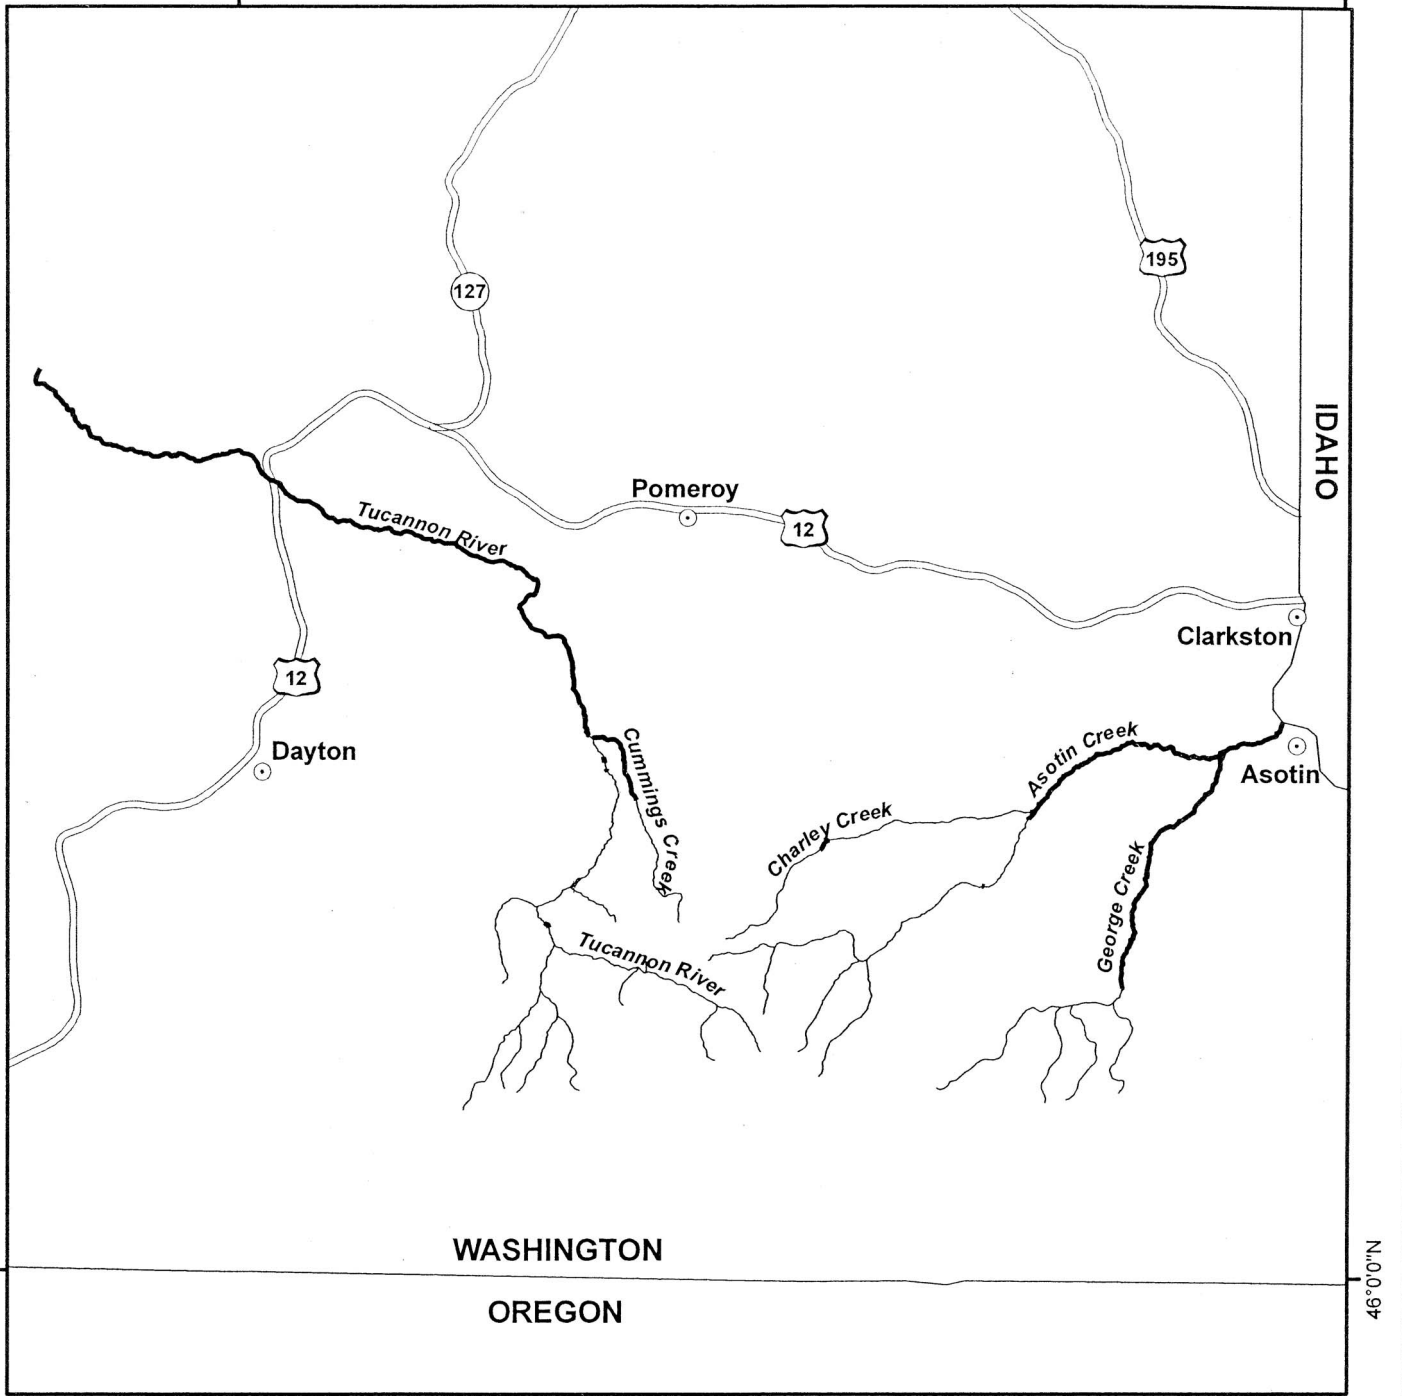 195
127
IDAHO
Pomeroy
12
Tucannon River
Clarkston
12
Dayton
Cummings Creek
Asotin Creek
Asotin
Charley Creek
George Creek
Tucannon River
WASHINGTON
OREGON
46°0'0"N